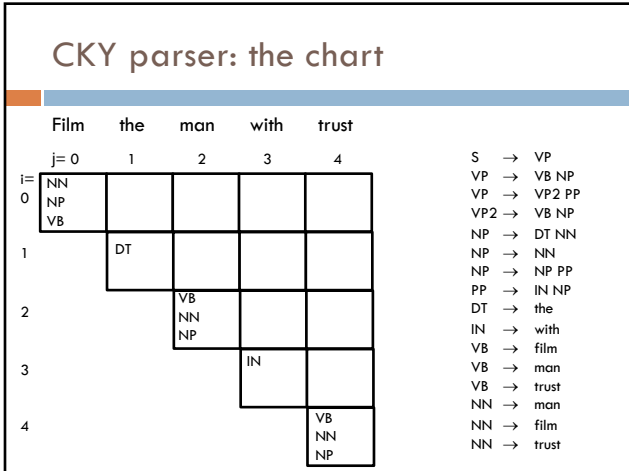 CKY parser: the chart
Film the man with trust
j= 0 1 2 3 4
i=
0
NN
NP
VB
1
DT
2
VB
NN
NP
3
IN
4
VB
NN
NP
S → VP
VP → VB NP
VP → VP2 PP
VP2 → VB NP
NP → DT NN
NP → NN
NP → NP PP
PP → IN NP
DT → the
IN → with
VB → film
VB → man
VB → trust
NN → man
NN → film
NN → trust